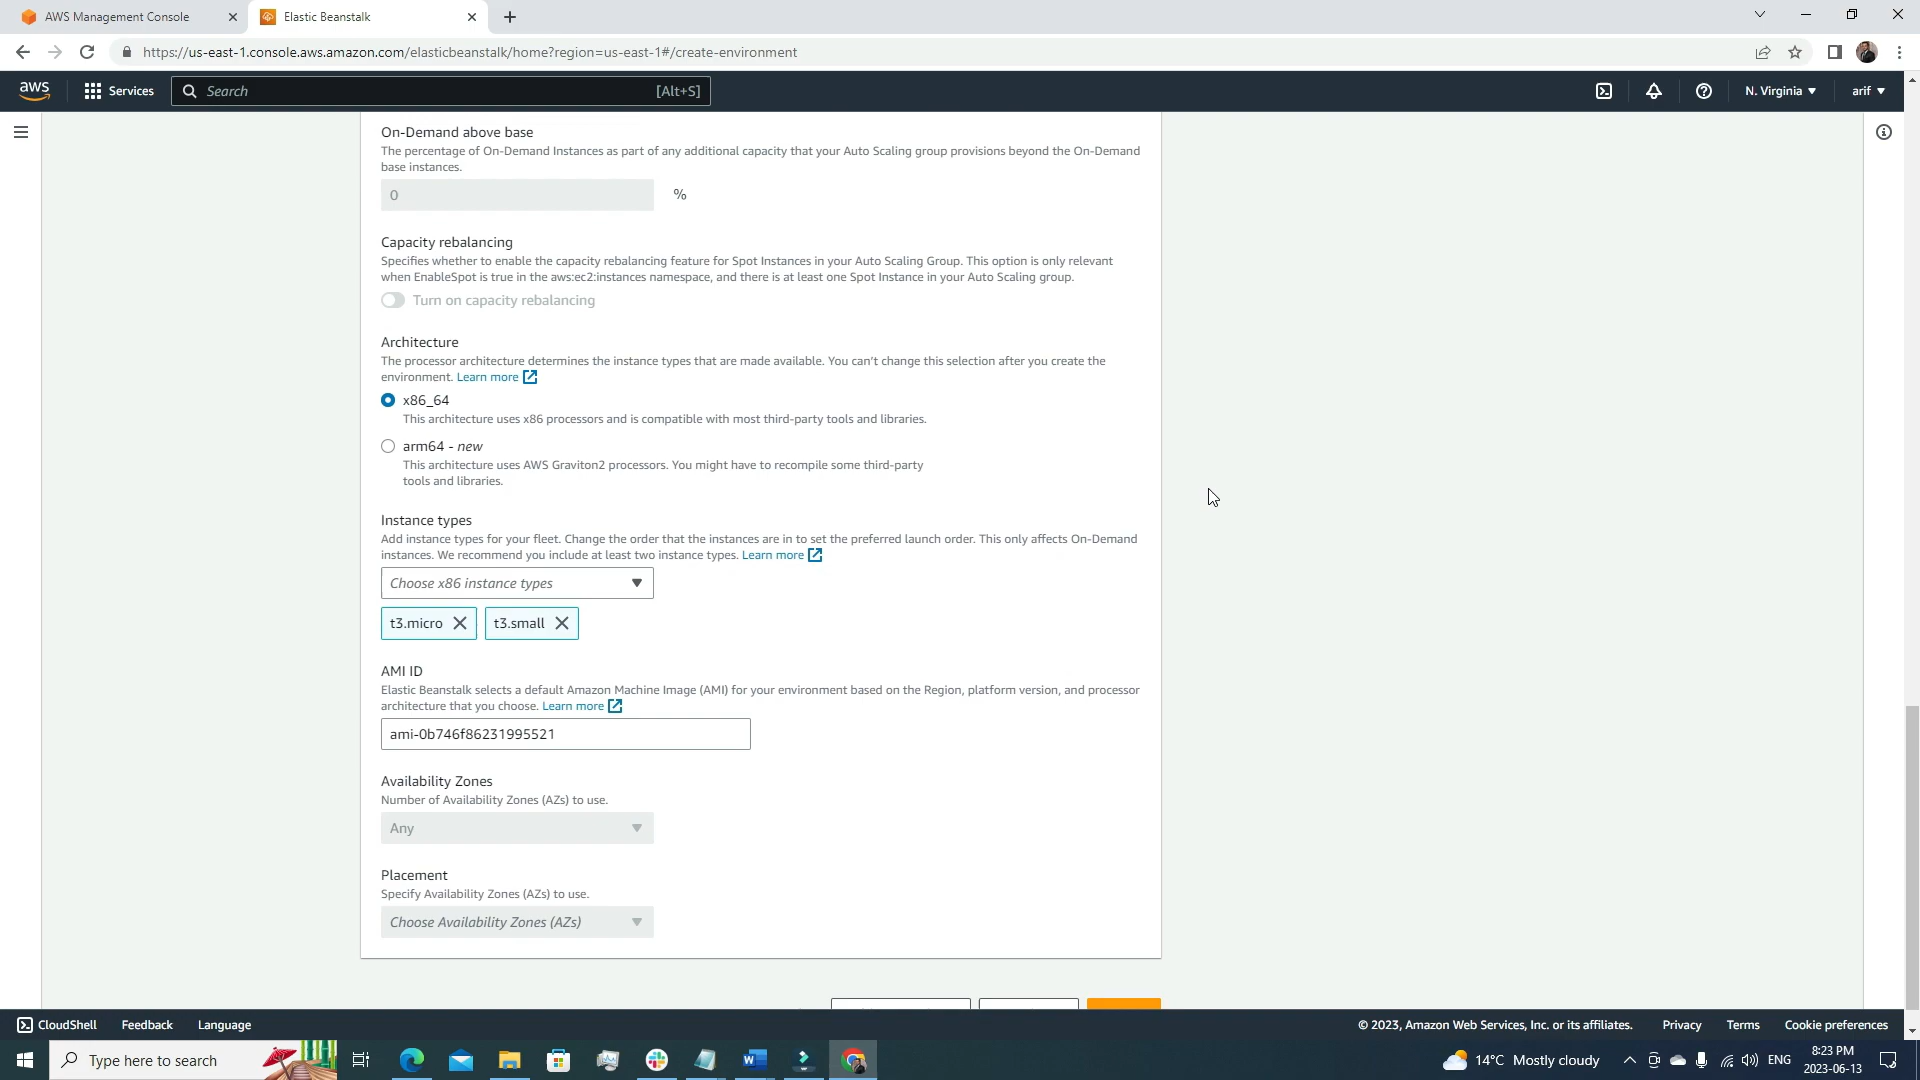 AWS Management Console
Elastic Beanstalk
https://us-east-1.console.aws.amazon.com/elasticbeanstalk/home?region=us-east-1#/create-environment
aws
Services
Search
[Alt+S]
N. Virginia
arif
On-Demand above base
The percentage of On-Demand Instances as part of any additional capacity that your Auto Scaling group provisions beyond the On-Demand
base instances.
0
%
Capacity rebalancing
Specifies whether to enable the capacity rebalancing feature for Spot Instances in your Auto Scaling Group. This option is only relevant
when EnableSpot is true in the aws:ec2:instances namespace, and there is at least one Spot Instance in your Auto Scaling group.
Turn on capacity rebalancing
Architecture
The processor architecture determines the instance types that are made available. You can't change this selection after you create the
environment. Learn more
x86_64
This architecture uses x86 processors and is compatible with most third-party tools and libraries.
arm64 - new
This architecture uses AWS Graviton2 processors. You might have to recompile some third-party
tools and libraries.
Instance types
Add instance types for your fleet. Change the order that the instances are in to set the preferred launch order. This only affects On-Demand
instances. We recommend you include at least two instance types. Learn more
Choose x86 instance types
t3.micro
t3.small
AMI ID
Elastic Beanstalk selects a default Amazon Machine Image (AMI) for your environment based on the Region, platform version, and processor
architecture that you choose. Learn more
ami-0b746f86231995521
Availability Zones
Number of Availability Zones (AZs) to use.
Any
Placement
Specify Availability Zones (AZs) to use.
Choose Availability Zones (AZs)
CloudShell
Feedback
Language
© 2023, Amazon Web Services, Inc. or its affiliates.
Privacy
Terms
Cookie preferences
Type here to search
14°C Mostly cloudy
ENG
8:23 PM
2023-06-13